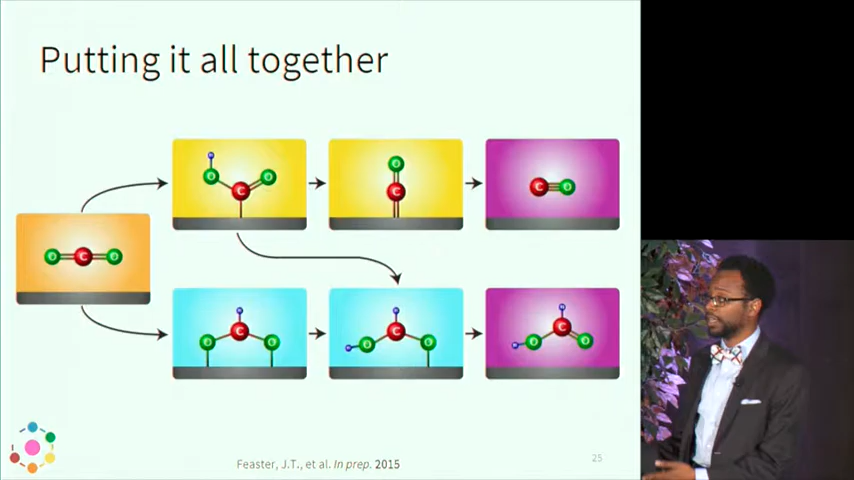 Putting it all together
O C O
O C O
O
C
C O
O C O
O C O
O C O
Feaster, J.T., et al. In prep. 2015
25